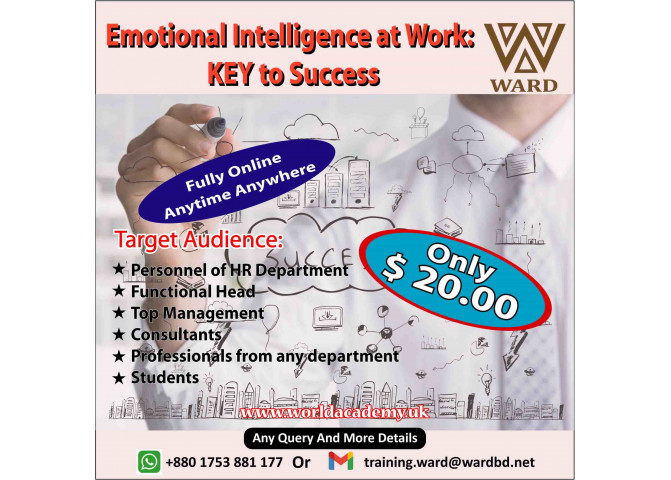 Emotional Intelligence at Work:
KEY to Success
WARD
Fully Online
Anytime Anywhere
Target Audience:
SUCCE
Only
$ 20.00
★ Personnel of HR Department
★ Functional Head
★ Top Management
★ Consultants
★ Professionals from any department
★ Students
www.worldacademy.uk
Any Query And More Details
+880 1753 881 177 Or training.ward@wardbd.net